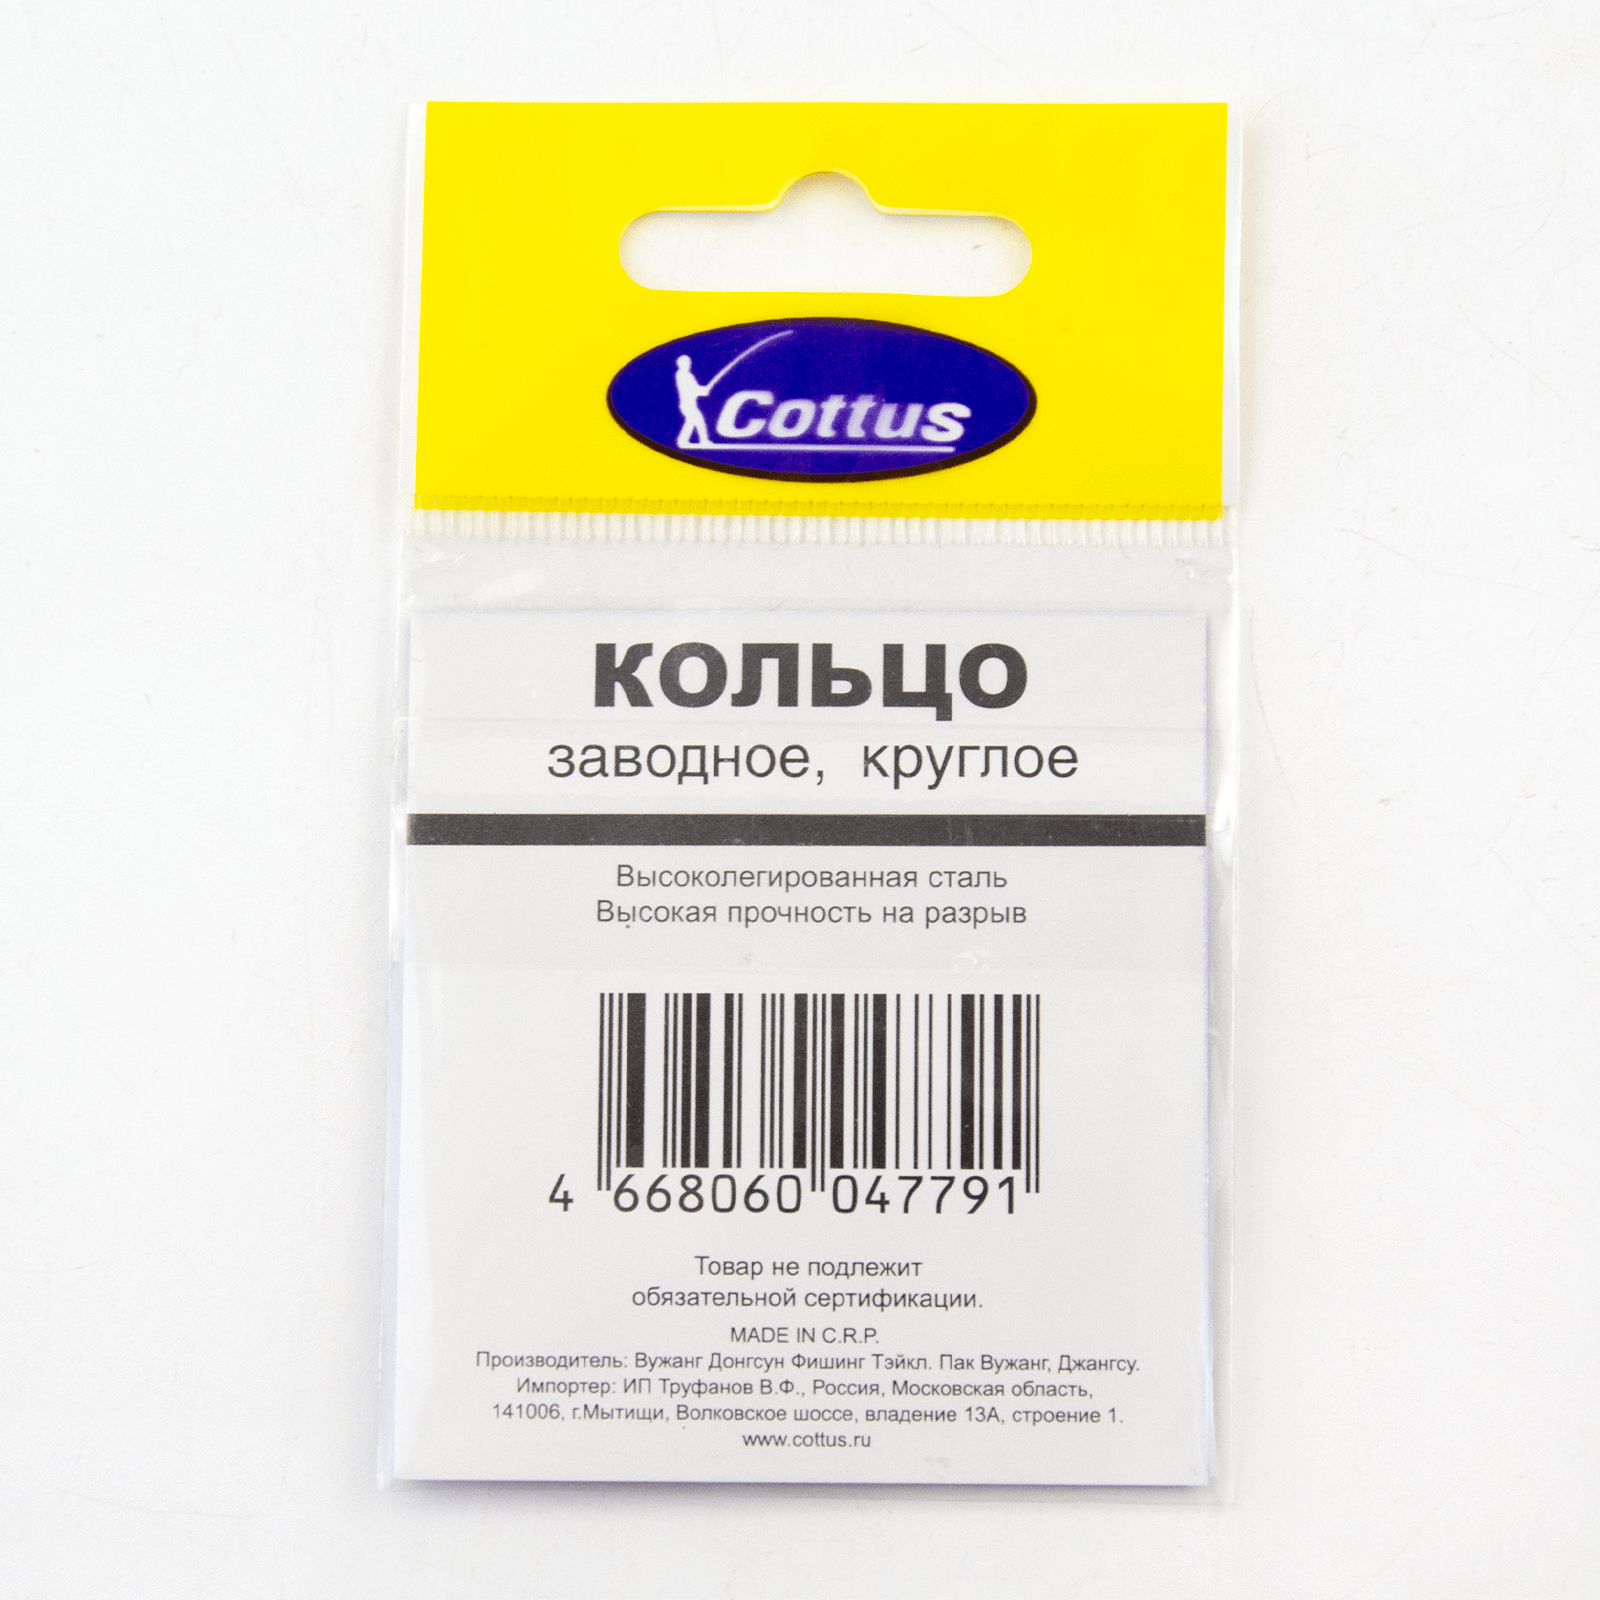 Cottus
кольцо
заводное, круглое
Высоколегированная сталь
Высокая прочность на разрыв
4 668060 047791
Товар не подлежит
обязательной сертификации.
MADE IN C.R.P.
Производитель: Вужанг Донгсун Фишинг Тэйкл. Пак Вужанг, Джангсу.
Импортер: ИП Труфанов В.Ф., Россия, Московская область,
141006, г.Мытищи, Волковское шоссе, владение 13А, строение 1.
www.cottus.ru